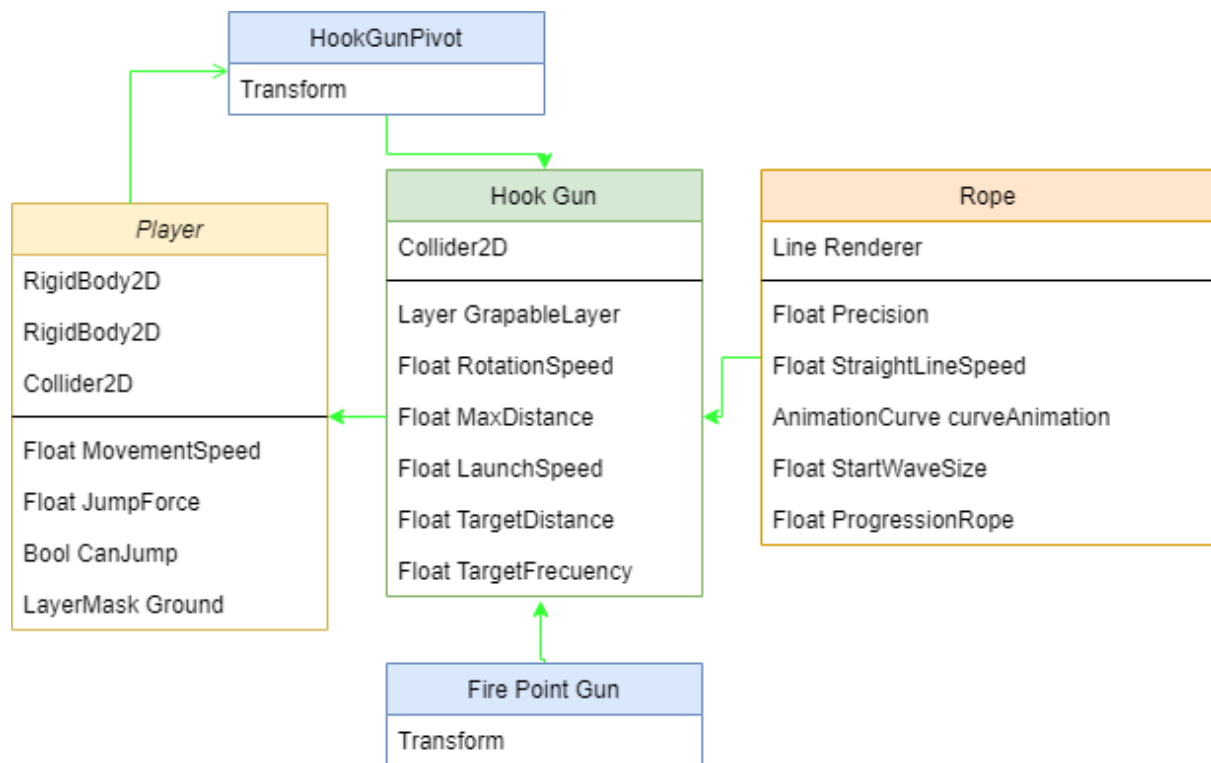 HookGunPivot
Transform
Player
RigidBody2D
RigidBody2D
Collider2D
Float MovementSpeed
Float JumpForce
Bool CanJump
LayerMask Ground
Hook Gun
Collider2D
Layer GrapableLayer
Float RotationSpeed
Float MaxDistance
Float LaunchSpeed
Float TargetDistance
Float TargetFrecuency
Rope
Line Renderer
Float Precision
Float StraightLineSpeed
AnimationCurve curveAnimation
Float StartWaveSize
Float ProgressionRope
Fire Point Gun
Transform